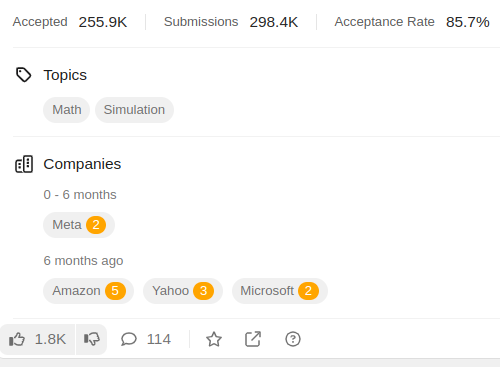 Accepted 255.9K Submissions 298.4K Acceptance Rate 85.7%
Topics
Math Simulation
Companies
0 - 6 months
Meta 2
6 months ago
Amazon 5 Yahoo 3 Microsoft 2
1.8K 114